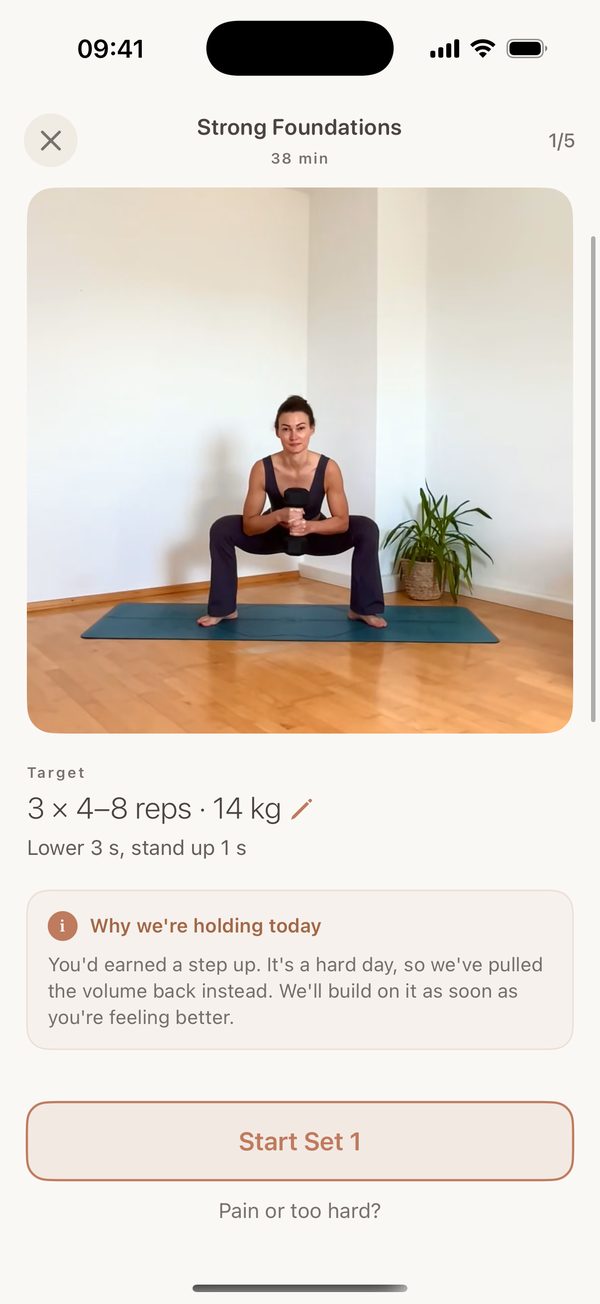 09:41
Strong Foundations
38 min
1/5
Target
3 × 4–8 reps · 14 kg
Lower 3 s, stand up 1 s
i
Why we're holding today
You'd earned a step up. It's a hard day, so we've pulled
the volume back instead. We'll build on it as soon as
you're feeling better.
Start Set 1
Pain or too hard?